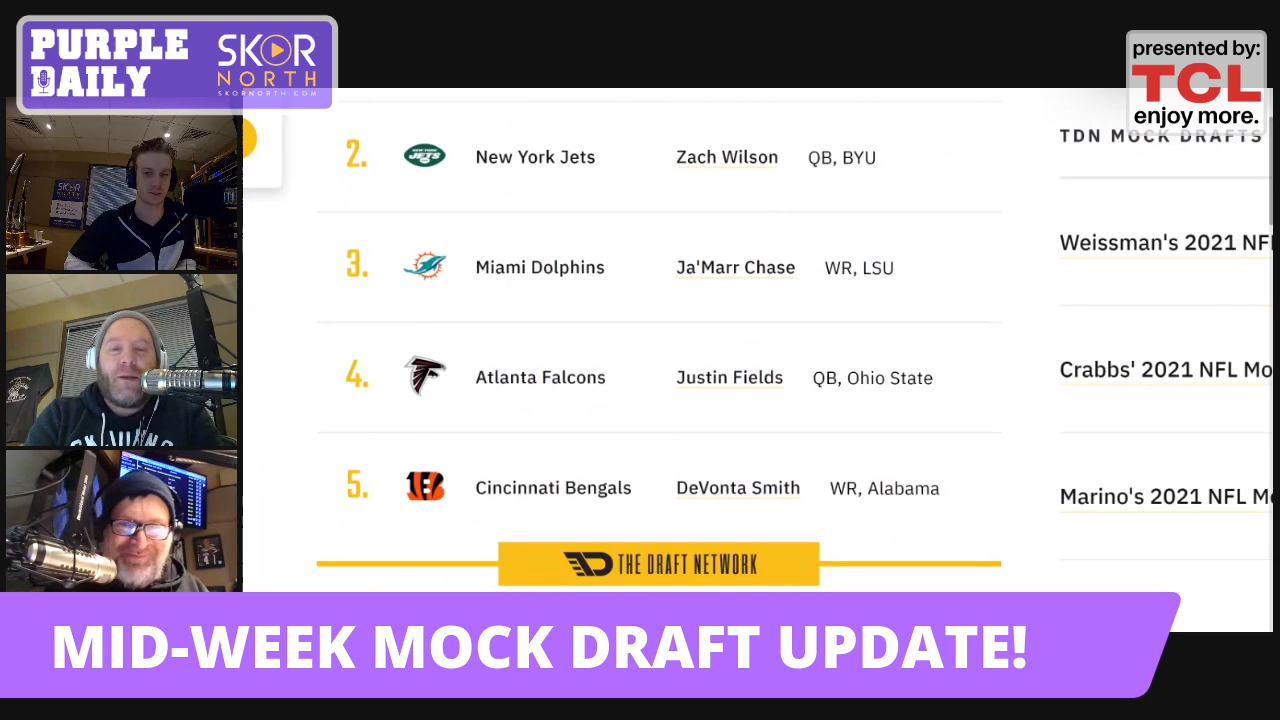 PURPLE
DAILY
SKOR
NORTH
SKORNORTH.COM
presented by:
TCL
enjoy more.
TDN MOCK DRAFTS
2. New York Jets Zach Wilson QB, BYU
3. Miami Dolphins Ja'Marr Chase WR, LSU
4. Atlanta Falcons Justin Fields QB, Ohio State
5. Cincinnati Bengals DeVonta Smith WR, Alabama
Weissman's 2021 NF
Crabbs' 2021 NFL Mo
Marino's 2021 NFL M
THE DRAFT NETWORK
SKOR
NORTH
MID-WEEK MOCK DRAFT UPDATE!